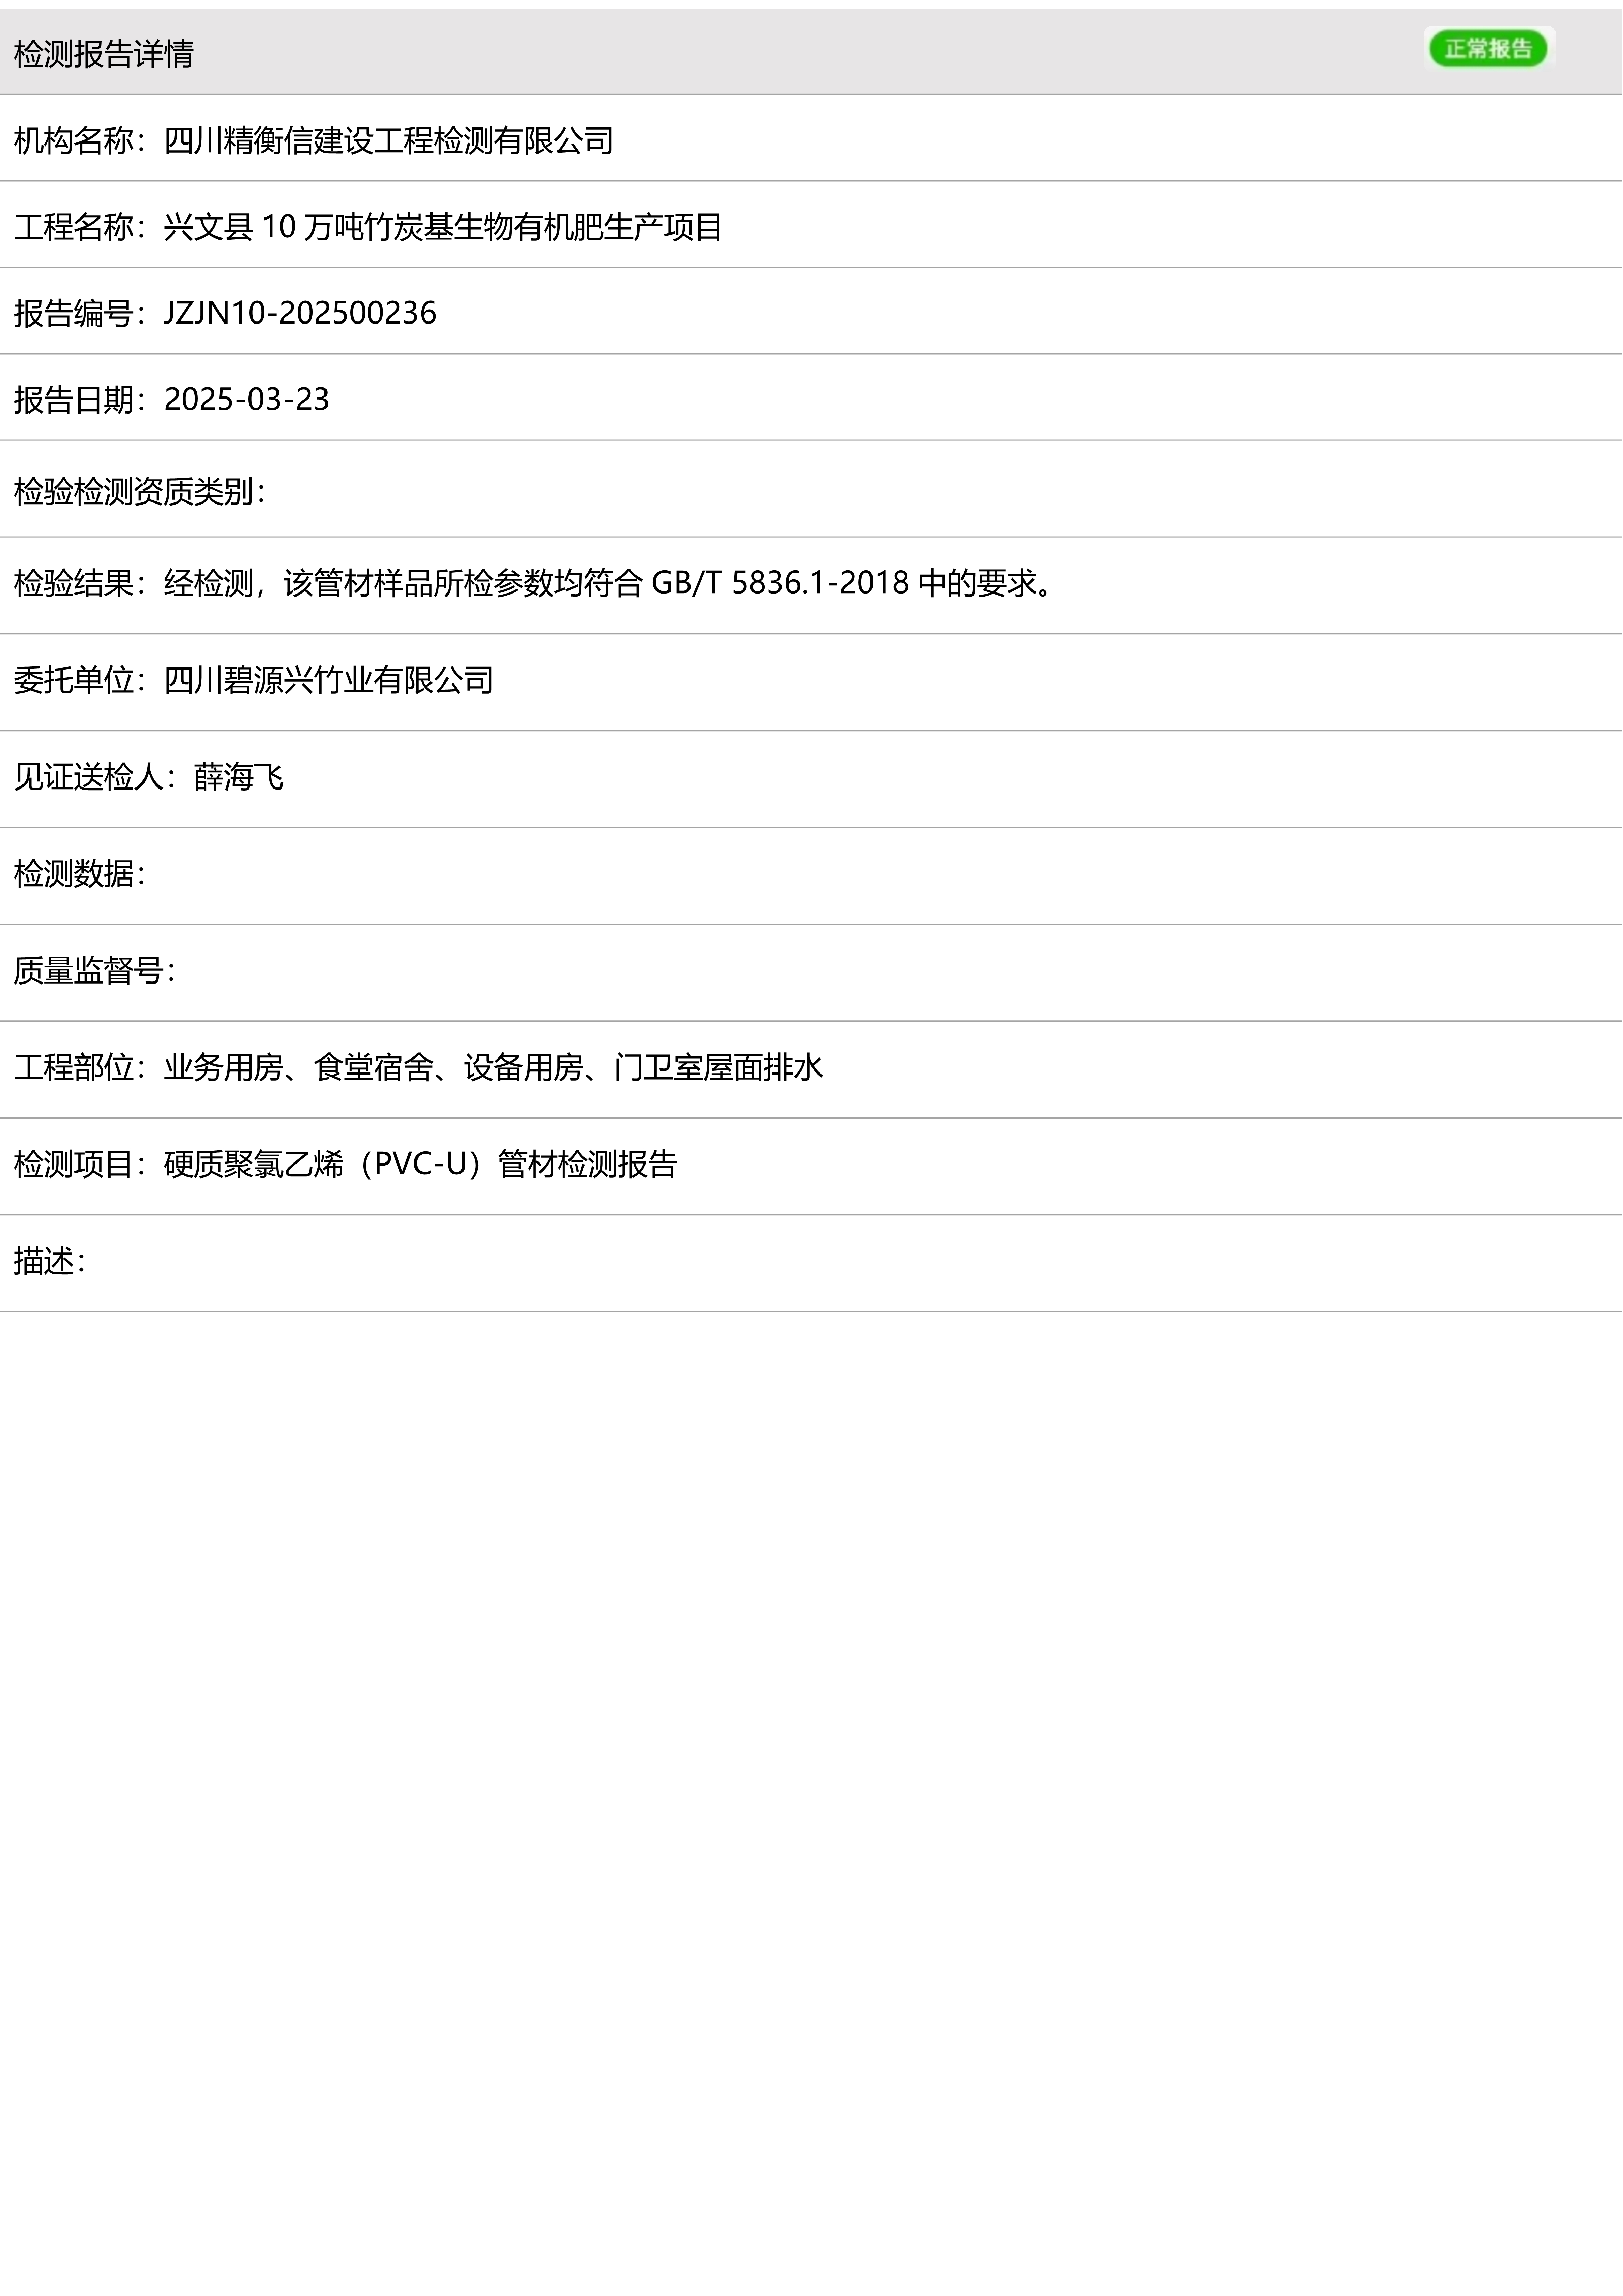 检测报告详情 正常报告
机构名称：四川精衡信建设工程检测有限公司
工程名称：兴文县 10 万吨竹炭基生物有机肥生产项目
报告编号：JZJN10-202500236
报告日期：2025-03-23
检验检测资质类别：
检验结果：经检测，该管材样品所检参数均符合 GB/T 5836.1-2018 中的要求。
委托单位：四川碧源兴竹业有限公司
见证送检人：薛海飞
检测数据：
质量监督号：
工程部位：业务用房、食堂宿舍、设备用房、门卫室屋面排水
检测项目：硬质聚氯乙烯（PVC-U）管材检测报告
描述：